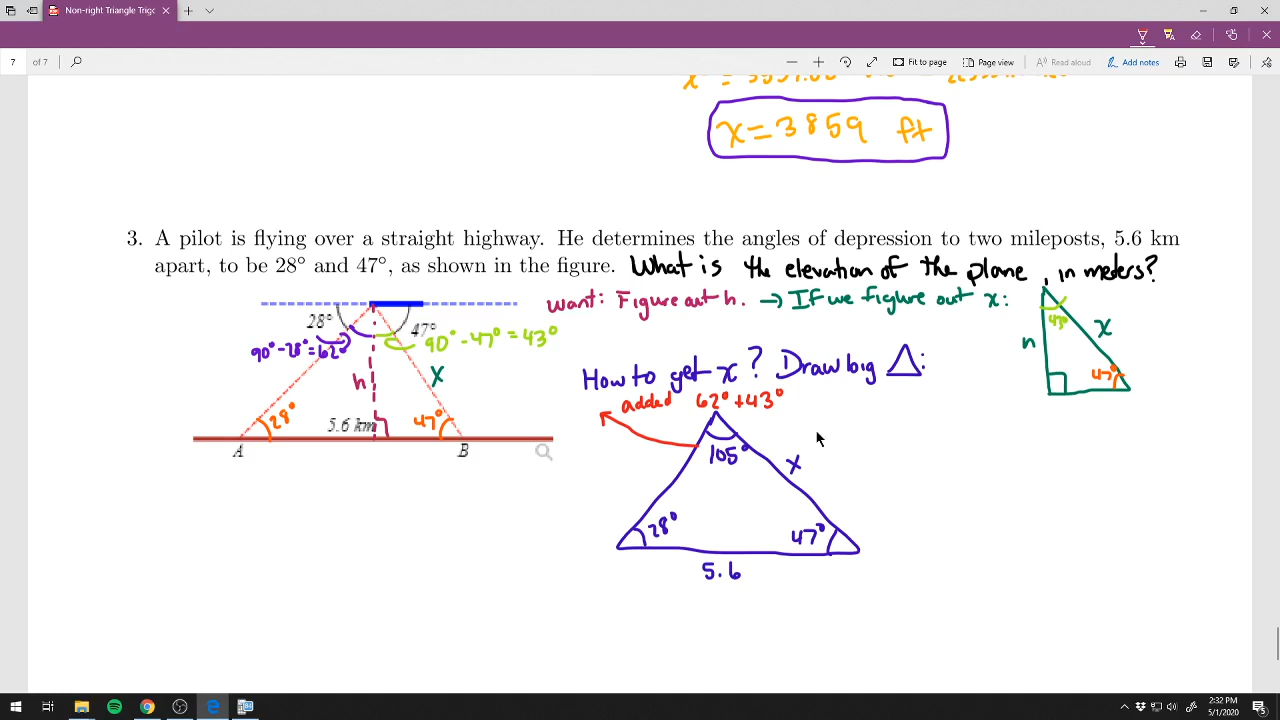 Non-right Triangle Trig
7 of 7 Fit to page Page view Read aloud Add notes
x = 3859 ft
3. A pilot is flying over a straight highway. He determines the angles of depression to two mileposts, 5.6 km
apart, to be 28° and 47°, as shown in the figure. What is the elevation of the plane, in meters?
Want: Figure out h. → If we figure out x:
28° 47°
90°-28°=62° 90°-47°=43°
h x
28° 5.6 km 47°
A B
43° x
h 47°
How to get x? Draw big △:
added 62°+43°
105° x
28° 47°
5.6
2:32 PM
5/1/2020